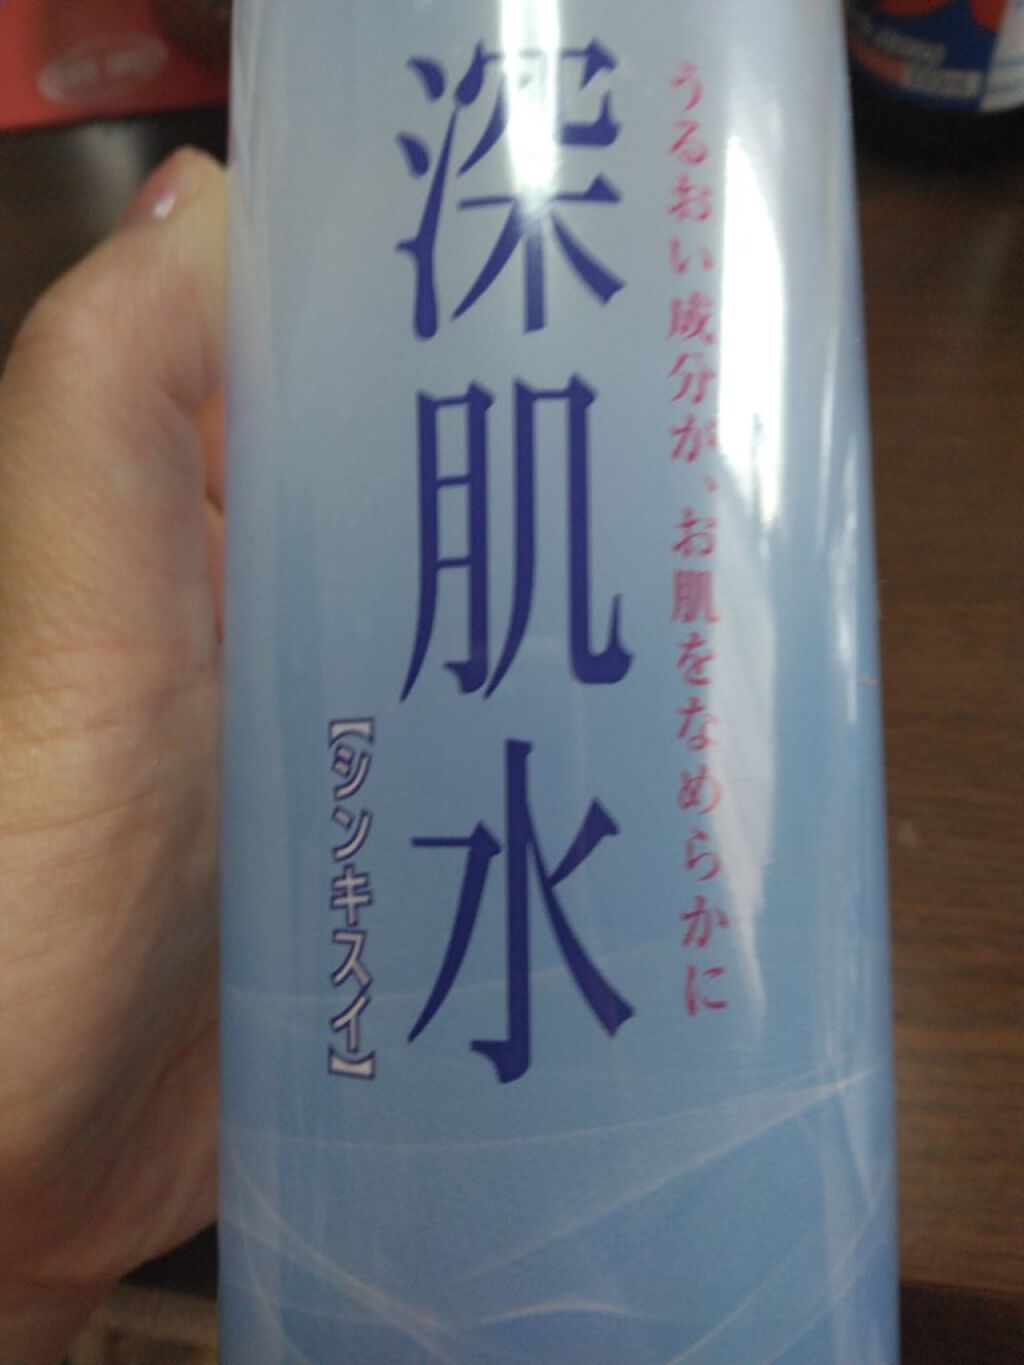 うるおい成分が、お肌をなめらかに
深肌水
【シンキスイ】